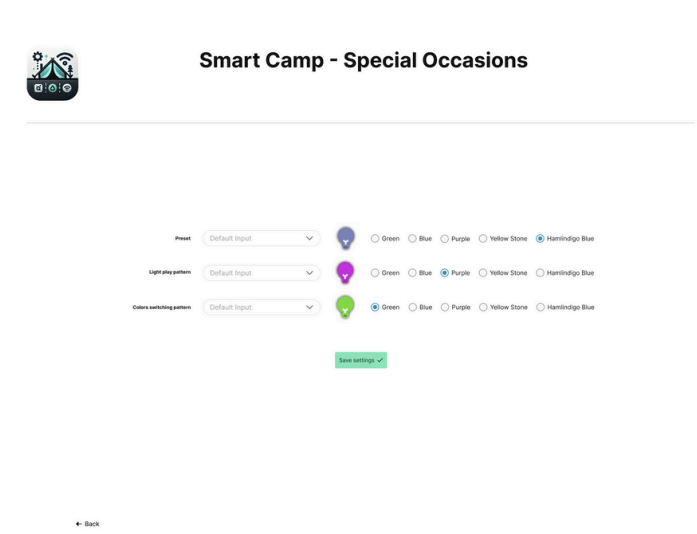 Smart Camp - Special Occasions
Preset Default Input Green Blue Purple Yellow Stone Hamlindigo Blue
Light play pattern Default Input Green Blue Purple Yellow Stone Hamlindigo Blue
Colors switching pattern Default Input Green Blue Purple Yellow Stone Hamlindigo Blue
Save settings
Back